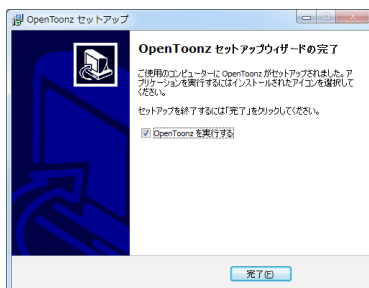 OpenToonz セットアップ
OpenToonz セットアップウィザードの完了
ご使用のコンピューターに OpenToonz がセットアップされました。ア
プリケーションを実行するにはインストールされたアイコンを選択して
ください。
セットアップを終了するには「完了」をクリックしてください。
OpenToonz を実行する
完了(F)